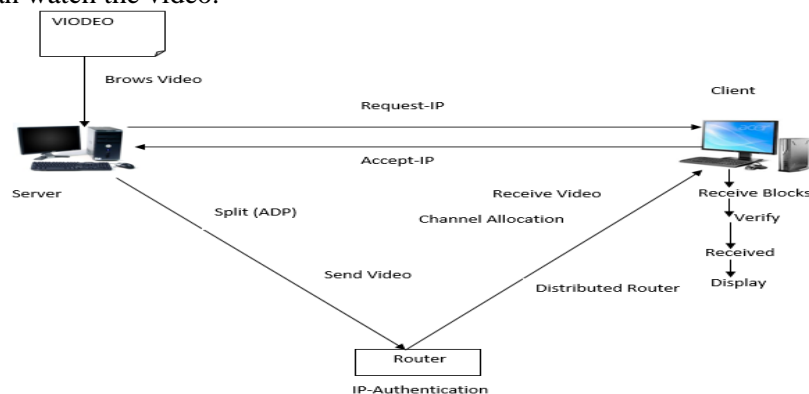 an watch the video.
VIODEO
Brows Video
Client
Request-IP
Accept-IP
Server
Receive Video
Receive Blocks
Split (ADP)
Channel Allocation
Verify
Received
Send Video
Distributed Router
Display
Router
IP-Authentication